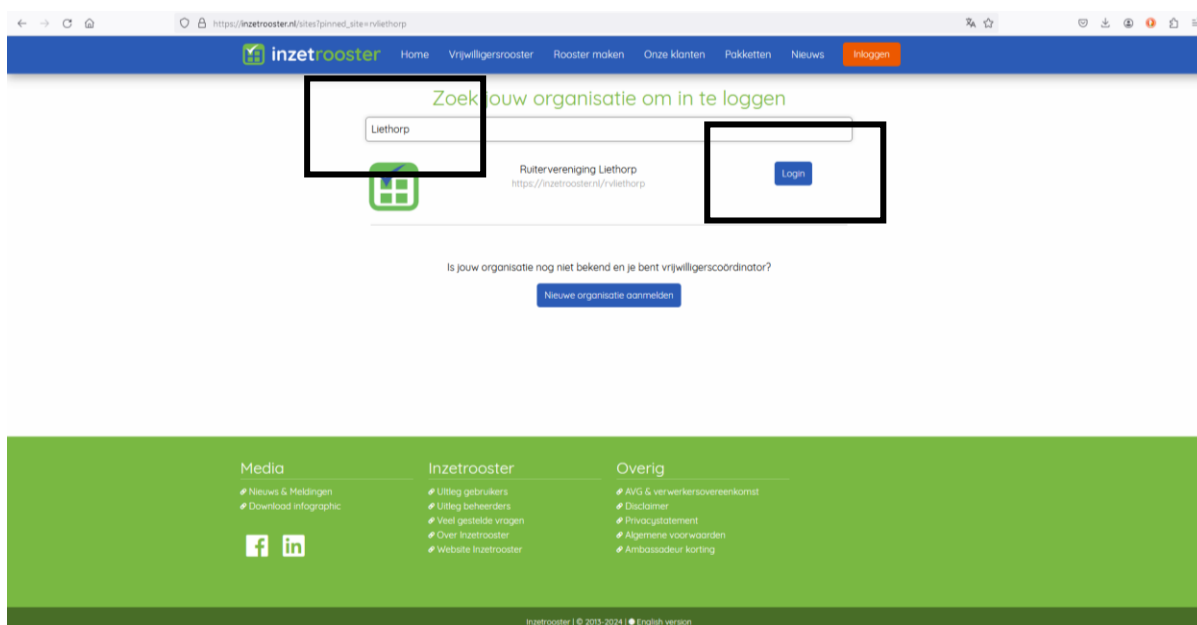 https://inzetrooster.nl/sites?pinned_site=rvliethorp
inzetrooster Home Vrijwilligersrooster Rooster maken Onze klanten Pakketten Nieuws Inloggen
Zoek jouw organisatie om in te loggen
Liethorp
Ruitervereniging Liethorp
https://inzetrooster.nl/rvliethorp
Login
Is jouw organisatie nog niet bekend en je bent vrijwilligerscoördinator?
Nieuwe organisatie aanmelden
Media
Nieuws & Meldingen
Download infographic
Inzetrooster
Uitleg gebruikers
Uitleg beheerders
Veel gestelde vragen
Over Inzetrooster
Website Inzetrooster
Overig
AVG & verwerkersovereenkomst
Disclaimer
Privacystatement
Algemene voorwaarden
Ambassadeur korting
Inzetrooster | © 2013-2024 | English version